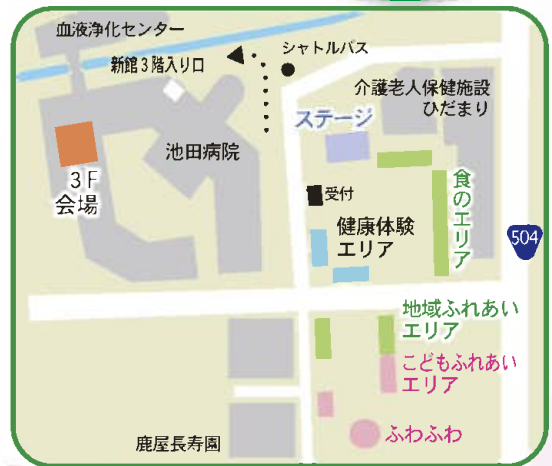 血液浄化センター
新館3階入り口
シャトルバス
介護老人保健施設
ひだまり
ステージ
池田病院
3F
会場
受付
食のエリア
健康体験
エリア
504
地域ふれあい
エリア
こどもふれあい
エリア
ふわふわ
鹿屋長寿園